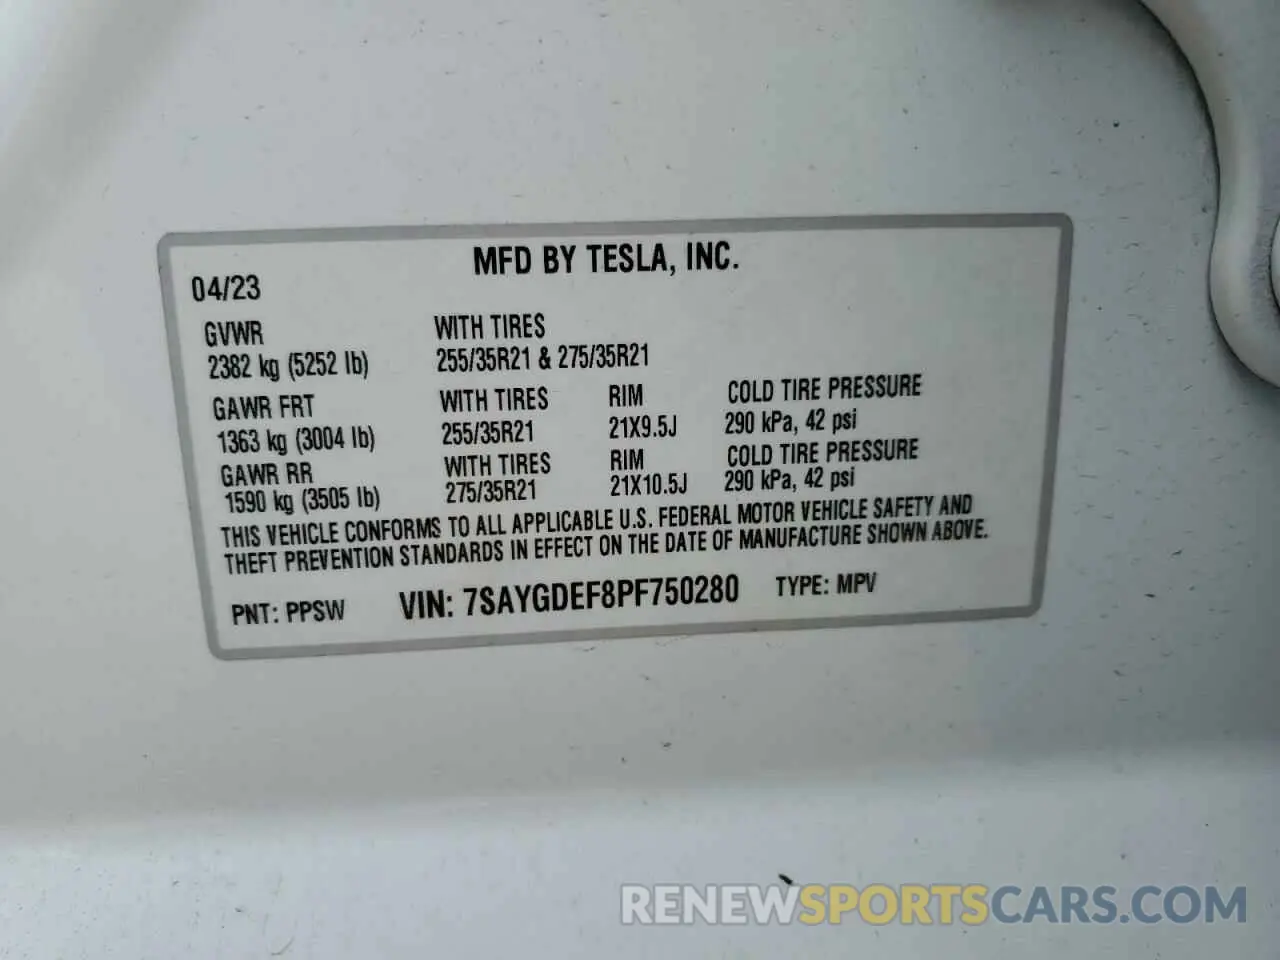 MFD BY TESLA, INC.
04/23
GVWR WITH TIRES
2382 kg (5252 lb) 255/35R21 & 275/35R21
GAWR FRT WITH TIRES RIM COLD TIRE PRESSURE
1363 kg (3004 lb) 255/35R21 21X9.5J 290 kPa, 42 psi
GAWR RR WITH TIRES RIM COLD TIRE PRESSURE
1590 kg (3505 lb) 275/35R21 21X10.5J 290 kPa, 42 psi
THIS VEHICLE CONFORMS TO ALL APPLICABLE U.S. FEDERAL MOTOR VEHICLE SAFETY AND
THEFT PREVENTION STANDARDS IN EFFECT ON THE DATE OF MANUFACTURE SHOWN ABOVE.
PNT: PPSW VIN: 7SAYGDEF8PF750280 TYPE: MPV
RENEWSPORTSCARS.COM